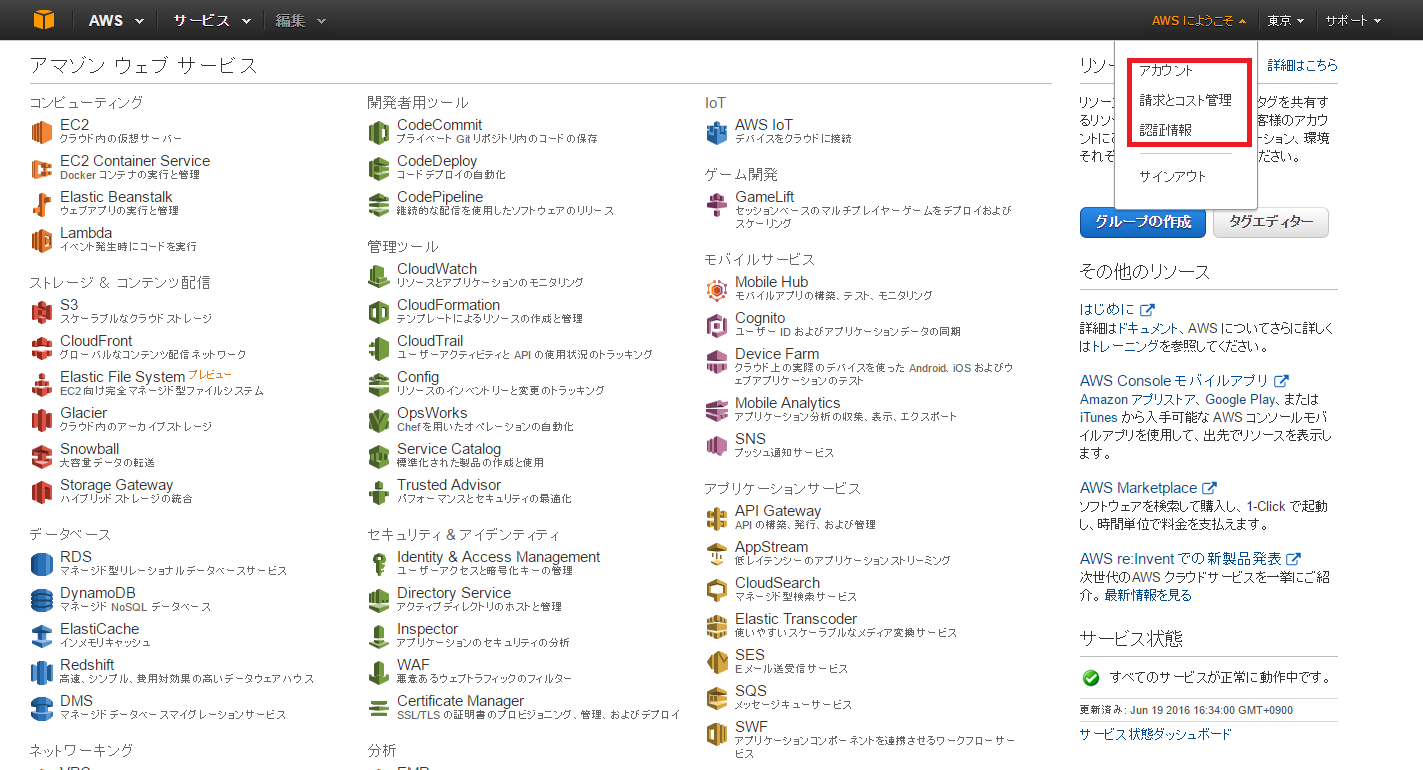 AWS サービス 編集 AWS にようこそ 東京 サポート
アマゾン ウェブ サービス
コンピューティング
EC2
クラウド内の仮想サーバー
EC2 Container Service
Docker コンテナの実行と管理
Elastic Beanstalk
ウェブアプリの実行と管理
Lambda
イベント発生時にコードを実行
ストレージ & コンテンツ配信
S3
スケーラブルなクラウドストレージ
CloudFront
グローバルなコンテンツ配信ネットワーク
Elastic File System プレビュー
EC2 向け完全マネージド型ファイルシステム
Glacier
クラウド内のアーカイブストレージ
Snowball
大容量データの転送
Storage Gateway
ハイブリッドストレージの統合
データベース
RDS
マネージド型リレーショナルデータベースサービス
DynamoDB
マネージド NoSQL データベース
ElastiCache
インメモリキャッシュ
Redshift
高速、シンプル、費用対効果の高いデータウェアハウス
DMS
マネージドデータベースマイグレーションサービス
ネットワーキング
開発者用ツール
CodeCommit
プライベート Git リポジトリ内のコードの保存
CodeDeploy
コードデプロイの自動化
CodePipeline
継続的な配信を使用したソフトウェアのリリース
管理ツール
CloudWatch
リソースとアプリケーションのモニタリング
CloudFormation
テンプレートによるリソースの作成と管理
CloudTrail
ユーザーアクティビティと API の使用状況のトラッキング
Config
リソースのインベントリーと変更のトラッキング
OpsWorks
Chef を用いたオペレーションの自動化
Service Catalog
標準化された製品の作成と使用
Trusted Advisor
パフォーマンスとセキュリティの最適化
セキュリティ & アイデンティティ
Identity & Access Management
ユーザーアクセスと暗号化キーの管理
Directory Service
アクティブディレクトリのホストと管理
Inspector
アプリケーションのセキュリティの分析
WAF
悪意あるウェブトラフィックのフィルター
Certificate Manager
SSL/TLS の証明書のプロビジョニング、管理、およびデプロイ
分析
IoT
AWS IoT
デバイスをクラウドに接続
ゲーム開発
GameLift
セッションベースのマルチプレイヤーゲームをデプロイおよび
スケーリング
モバイルサービス
Mobile Hub
モバイルアプリの構築、テスト、モニタリング
Cognito
ユーザー ID およびアプリケーションデータの同期
Device Farm
クラウド上の実際のデバイスを使った Android、iOS およびウ
ェブアプリケーションのテスト
Mobile Analytics
アプリケーション分析の収集、表示、エクスポート
SNS
プッシュ通知サービス
アプリケーションサービス
API Gateway
API の構築、発行、および管理
AppStream
低レイテンシーのアプリケーションストリーミング
CloudSearch
マネージド型検索サービス
Elastic Transcoder
使いやすいスケーラブルなメディア変換サービス
SES
E メール送受信サービス
SQS
メッセージキューサービス
SWF
アプリケーションコンポーネントを連携させるワークフローサー
ビス
アカウント
請求とコスト管理
認証情報
サインアウト
リソー 詳細はこちら
リソー タグを共有す
るリソー 客様のアカウ
ントに ーション、環境
それぞ ださい。
グループの作成 タグエディター
その他のリソース
はじめに
詳細はドキュメント、AWS についてさらに詳しく
はトレーニングを参照してください。
AWS Console モバイルアプリ
Amazon アプリストア、Google Play、または
iTunes から入手可能な AWS コンソールモバ
イルアプリを使用して、出先でリソースを表示し
ます。
AWS Marketplace
ソフトウェアを検索して購入し、1-Click で起動
し、時間単位で料金を支払えます。
AWS re:Invent での新製品発表
次世代のAWS クラウドサービスを一挙にご紹
介。最新情報を見る
サービス状態
すべてのサービスが正常に動作中です。
更新済み: Jun 19 2016 16:34:00 GMT+0900
サービス状態ダッシュボード